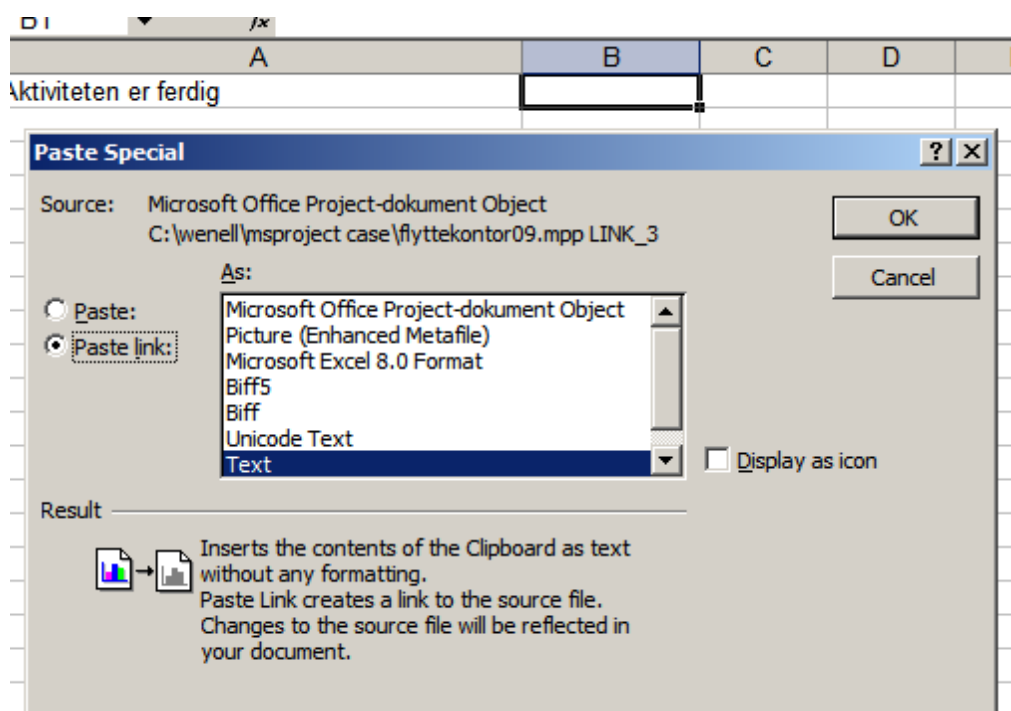 B1 fx
A B C D
Aktiviteten er ferdig
Paste Special
Source: Microsoft Office Project-dokument Object
C:\wenell\msproject case\flyttekontor09.mpp LINK_3
OK
As:
Cancel
Paste:
Paste link:
Microsoft Office Project-dokument Object
Picture (Enhanced Metafile)
Microsoft Excel 8.0 Format
Biff5
Biff
Unicode Text
Text
Display as icon
Result
Inserts the contents of the Clipboard as text
without any formatting.
Paste Link creates a link to the source file.
Changes to the source file will be reflected in
your document.